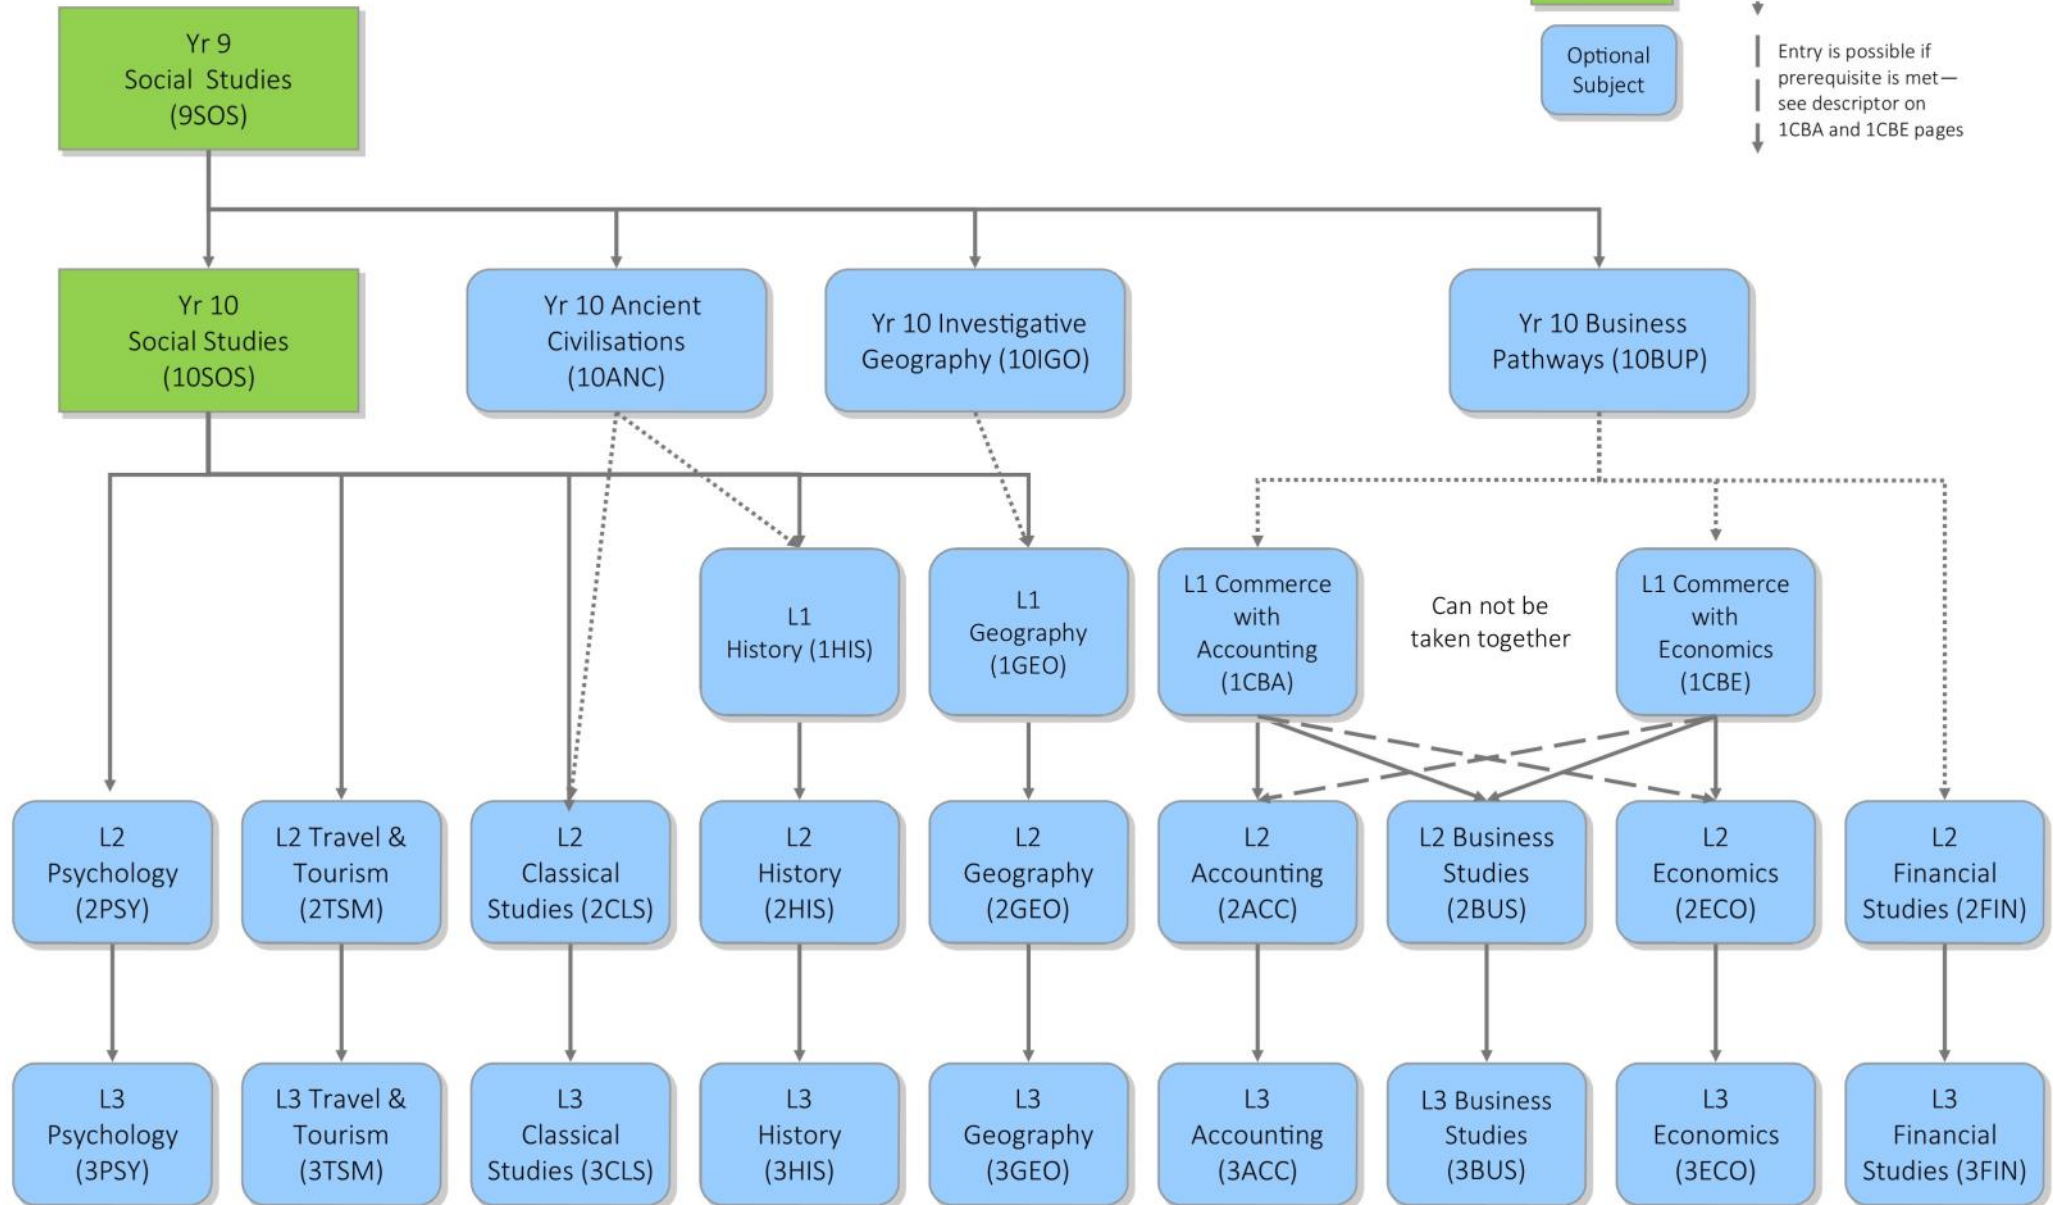 Optional
Subject
Entry is possible if
prerequisite is met—
see descriptor on
1CBA and 1CBE pages
Yr 9
Social  Studies
(9SOS)
Yr 10
Social Studies
(10SOS)
Yr 10 Ancient
Civilisations
(10ANC)
Yr 10 Investigative
Geography (10IGO)
Yr 10 Business
Pathways (10BUP)
L1
History (1HIS)
L1
Geography
(1GEO)
L1 Commerce
with
Accounting
(1CBA)
Can not be
taken together
L1 Commerce
with
Economics
(1CBE)
L2
Psychology
(2PSY)
L2 Travel &
Tourism
(2TSM)
L2
Classical
Studies (2CLS)
L2
History
(2HIS)
L2
Geography
(2GEO)
L2
Accounting
(2ACC)
L2 Business
Studies
(2BUS)
L2
Economics
(2ECO)
L2
Financial
Studies (2FIN)
L3
Psychology
(3PSY)
L3 Travel &
Tourism
(3TSM)
L3
Classical
Studies (3CLS)
L3
History
(3HIS)
L3
Geography
(3GEO)
L3
Accounting
(3ACC)
L3 Business
Studies
(3BUS)
L3
Economics
(3ECO)
L3
Financial
Studies (3FIN)